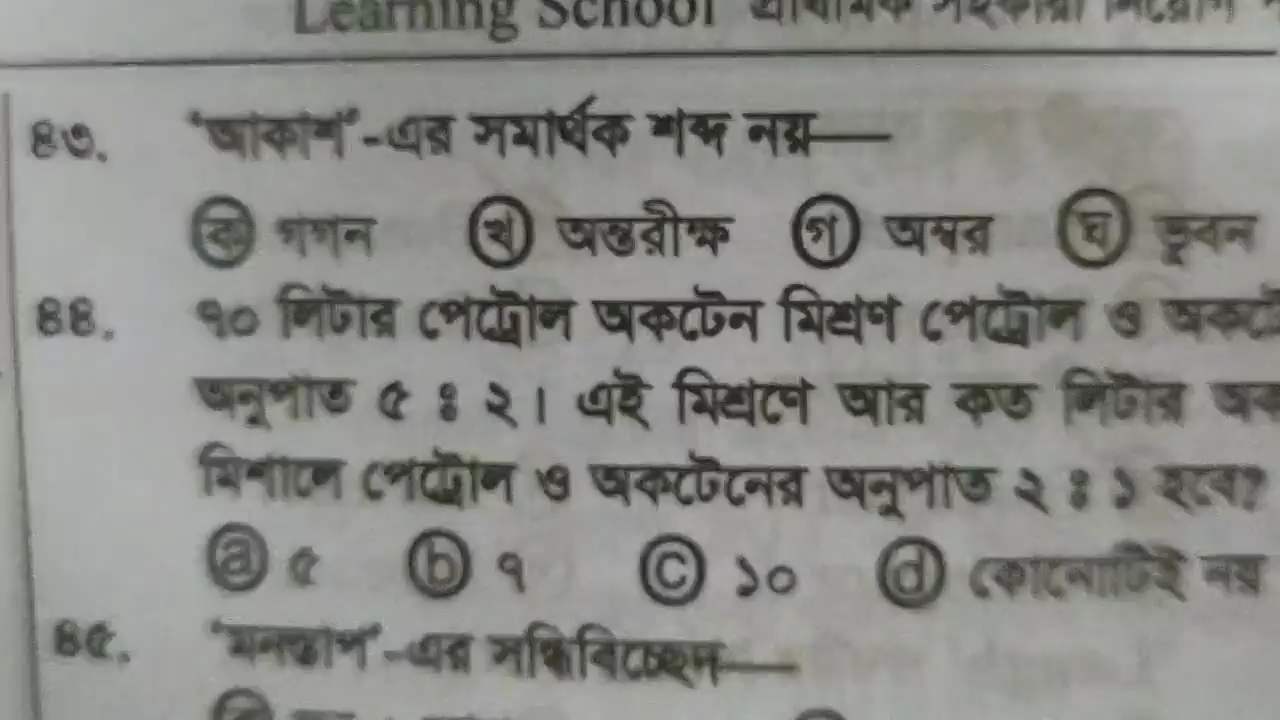 Learning School প্রাথমিক সহকারী
৪৩. 'আকাশ'-এর সমার্থক শব্দ নয়—
ক গগন খ অন্তরীক্ষ গ অম্বর ঘ ভুবন
৪৪. ৭০ লিটার পেট্রোল অকটেন মিশ্রণ পেট্রোল ও
অনুপাত ৫ ঃ ২। এই মিশ্রণে আর কত লিটার
মিশালে পেট্রোল ও অকটেনের অনুপাত ২ ঃ ১ হবে?
a ৫ b ৭ c ১০ d কোনোটিই নয়
৪৫. 'মনস্তাপ'-এর সন্ধিবিচ্ছেদ—